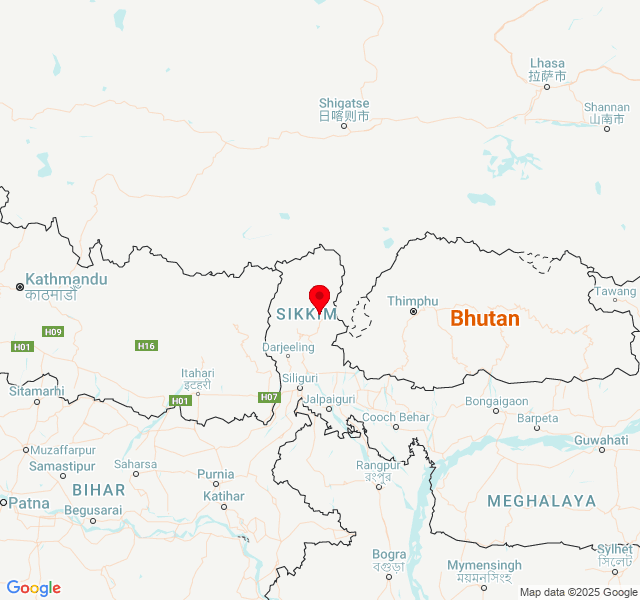 Lhasa
拉萨市
Shigatse
日喀则市
Shannan
山南市
Kathmandu
काठमाडौँ
Tawang
तवांग
Thimphu
SIKKIM
Bhutan
H09
H01
H16
Darjeeling
Itahari
इटहरी
Siliguri
H07
H01
Sitamarhi
Jalpaiguri
Bongaigaon
Cooch Behar
Barpeta
Guwahati
Muzaffarpur
Samastipur
Saharsa
Rangpur
রংপুর
Purnia
BIHAR
Katihar
Patna
MEGHALAYA
Begusarai
Bogra
বগুড়া
Sylhet
সিলেট
Mymensingh
ময়মনসিংহ
Google
Map data ©2025 Google